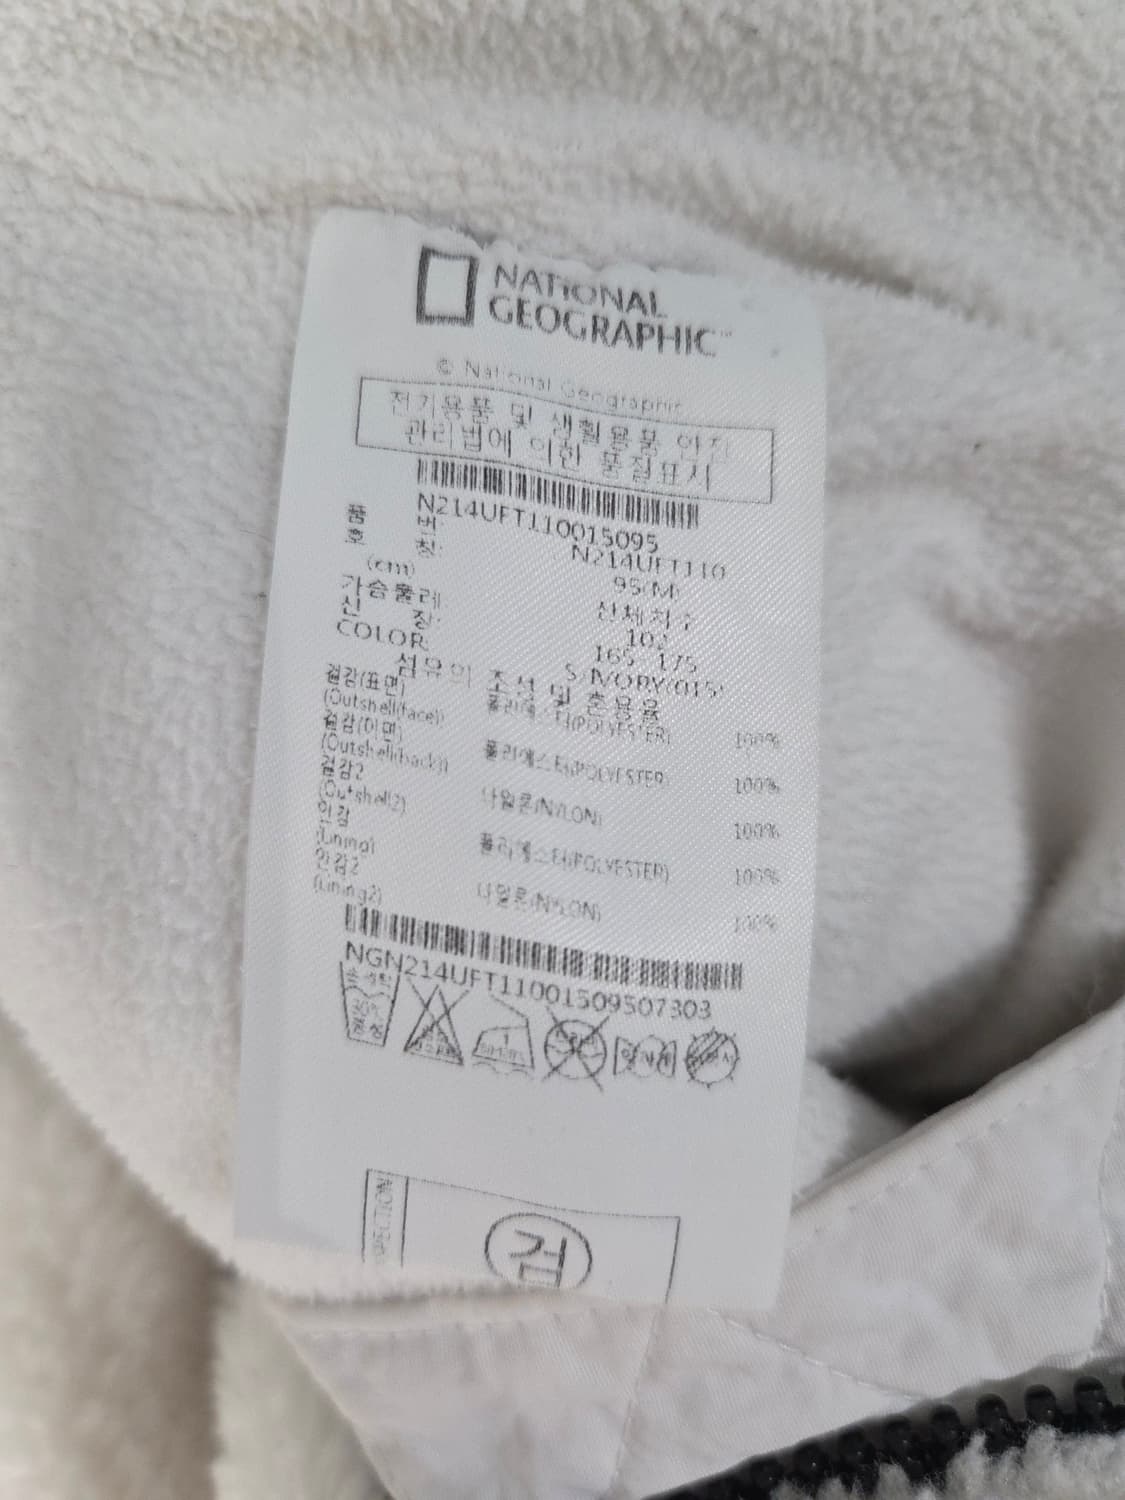 NATIONAL
GEOGRAPHIC™
© National Geographic
전기용품 및 생활용품 안전
관리법에 의한 품질표시
N214UFT110015095
품 번: N214UFT110
호 칭: 95(M)
(cm) 신체치수
가슴둘레: 102
신 장: 165 175
COLOR: S/IVORY(015)
섬유의 조성 및 혼용율
겉감(표면) 폴리에스터(POLYESTER) 100%
(Outshell(face))
겉감(이면) 폴리에스터(POLYESTER) 100%
(Outshell(back))
겉감2 나일론(NYLON) 100%
(Outshell2)
안감 폴리에스터(POLYESTER) 100%
(Lining)
안감2 나일론(NYLON) 100%
(Lining2)
NGN214UFT11001509507303
손세탁
검